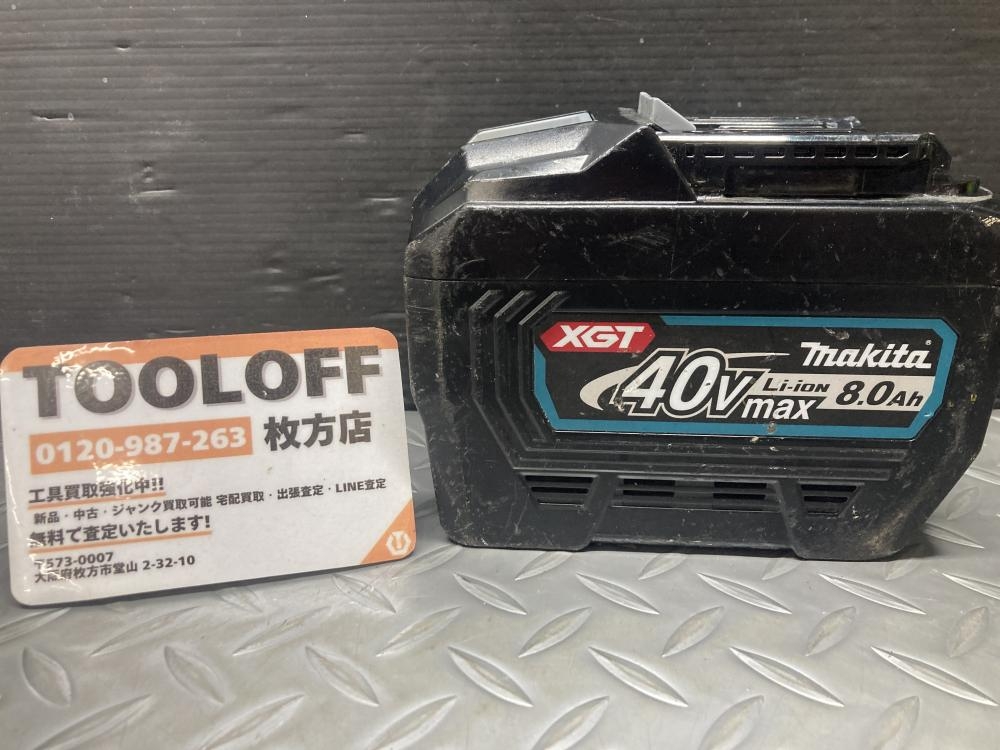 TOOLOFF
0120-987-263 枚方店
工具買取強化中!!
新品・中古・ジャンク買取可能 宅配買取・出張査定・LINE査定
無料で査定いたします!
〒573-0007
大阪府枚方市堂山 2-32-10
XGT
makita
40Vmax Li-ion 8.0Ah